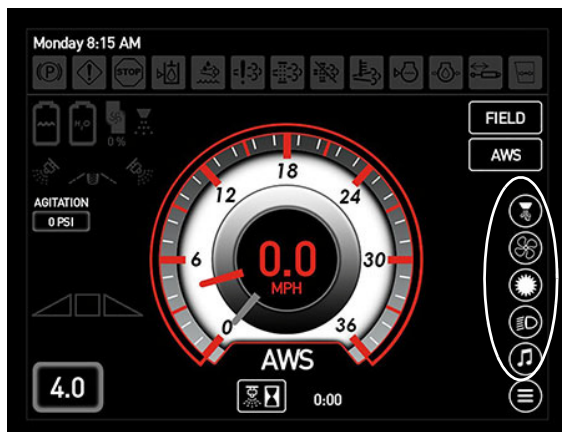 Monday 8:15 AM
(P)
STOP
H₂O
0 %
FIELD
AWS
AGITATION
0 PSI
18
12
24
6
30
0
36
0.0
MPH
AWS
4.0
0:00